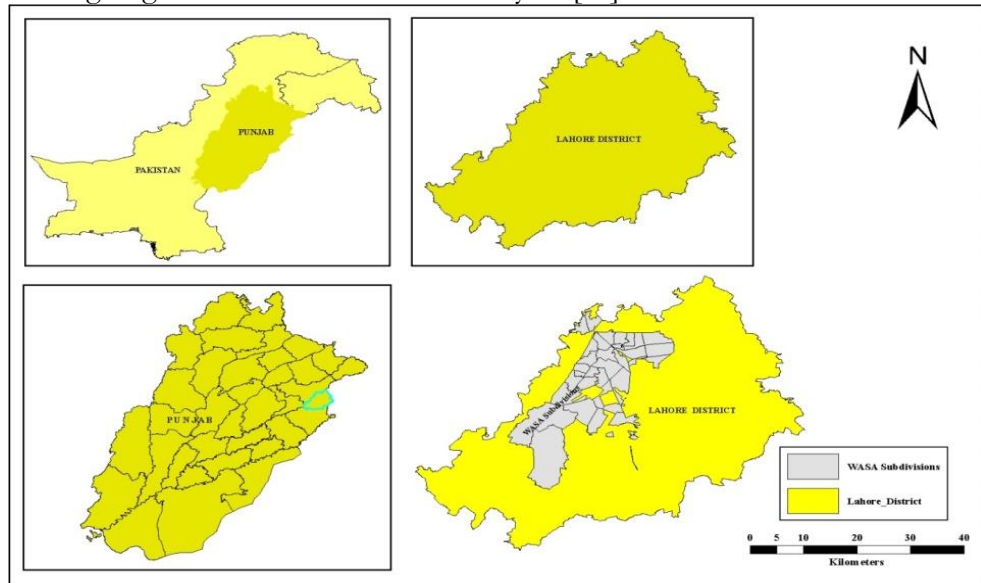 N
PUNJAB
PAKISTAN
LAHORE DISTRICT
PUNJAB
WASA Subdivisions
LAHORE DISTRICT
WASA Subdivisions
Lahore_District
0 5 10 20 30 40
Kilometers